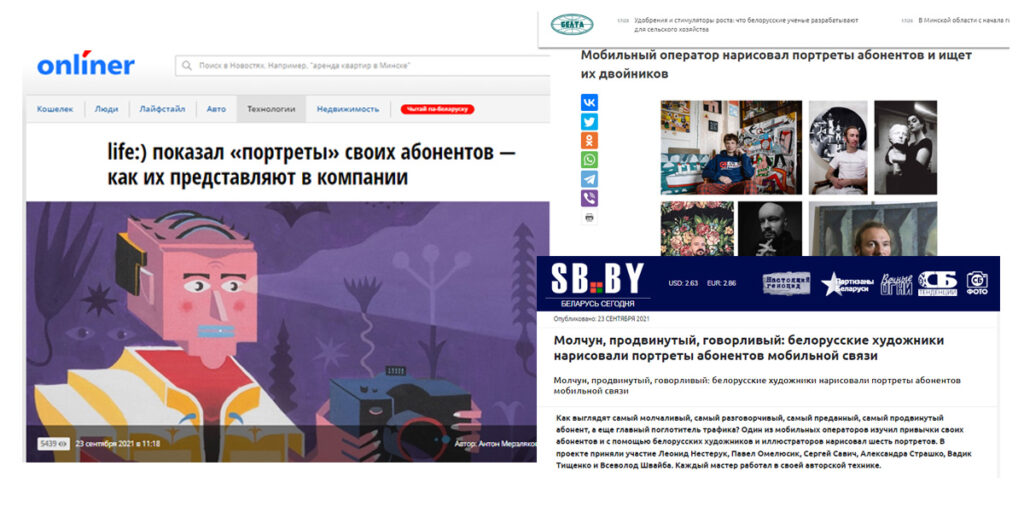 onlíner
Поиск в Новостях. Например, "аренда квартир в Минске"
Кошелек
Люди
Лайфстайл
Авто
Технологии
Недвижимость
Чытай па-беларуску
life:) показал «портреты» своих абонентов —
как их представляют в компании
5439
23 сентября 2021 в 11:18
Автор: Антон Мерзляков
БЕЛТА
Удобрения и стимуляторы роста: что белорусские ученые разрабатывают
для сельского хозяйства
В Минской области с начала
Мобильный оператор нарисовал портреты абонентов и ищет
их двойников
SB BY
БЕЛАРУСЬ СЕГОДНЯ
USD: 2.63
EUR: 2.86
Настоящий
геноцид
Партизаны
Беларуси
Вечные
огни
СБ
ТЕНДЕНЦИИ
ФОТО
Опубликовано: 23 СЕНТЯБРЯ 2021
Молчун, продвинутый, говорливый: белорусские художники
нарисовали портреты абонентов мобильной связи
Молчун, продвинутый, говорливый: белорусские художники нарисовали портреты абонентов
мобильной связи
Как выглядят самый молчаливый, самый разговорчивый, самый преданный, самый продвинутый
абонент, а еще главный поглотитель трафика? Один из мобильных операторов изучил привычки своих
абонентов и с помощью белорусских художников и иллюстраторов нарисовал шесть портретов. В
проекте приняли участие Леонид Нестерук, Павел Омелюсик, Сергей Савич, Александра Страшко, Вадик
Тищенко и Всеволод Швайба. Каждый мастер работал в своей авторской технике.